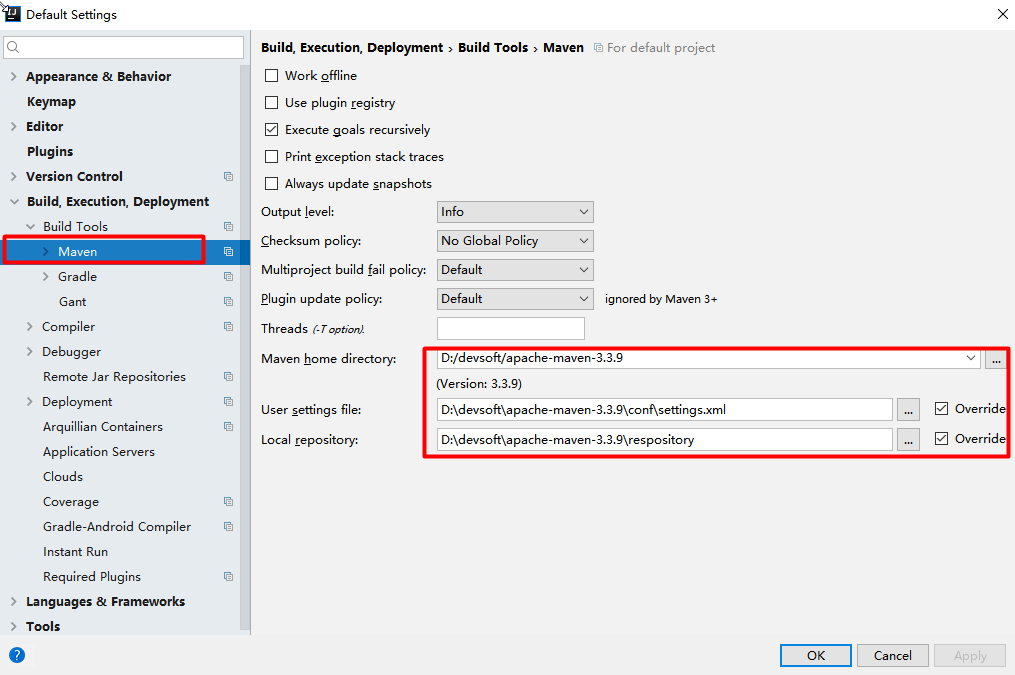 Default Settings
Appearance & Behavior
Keymap
Editor
Plugins
Version Control
Build, Execution, Deployment
Build Tools
Maven
Gradle
Gant
Compiler
Debugger
Remote Jar Repositories
Deployment
Arquillian Containers
Application Servers
Clouds
Coverage
Gradle-Android Compiler
Instant Run
Required Plugins
Languages & Frameworks
Tools
Build, Execution, Deployment › Build Tools › Maven For default project
Work offline
Use plugin registry
Execute goals recursively
Print exception stack traces
Always update snapshots
Output level: Info
Checksum policy: No Global Policy
Multiproject build fail policy: Default
Plugin update policy: Default ignored by Maven 3+
Threads (-T option):
Maven home directory: D:/devsoft/apache-maven-3.3.9 ...
(Version: 3.3.9)
User settings file: D:\devsoft\apache-maven-3.3.9\conf\settings.xml ... Override
Local repository: D:\devsoft\apache-maven-3.3.9\respository ... Override
? OK Cancel Apply